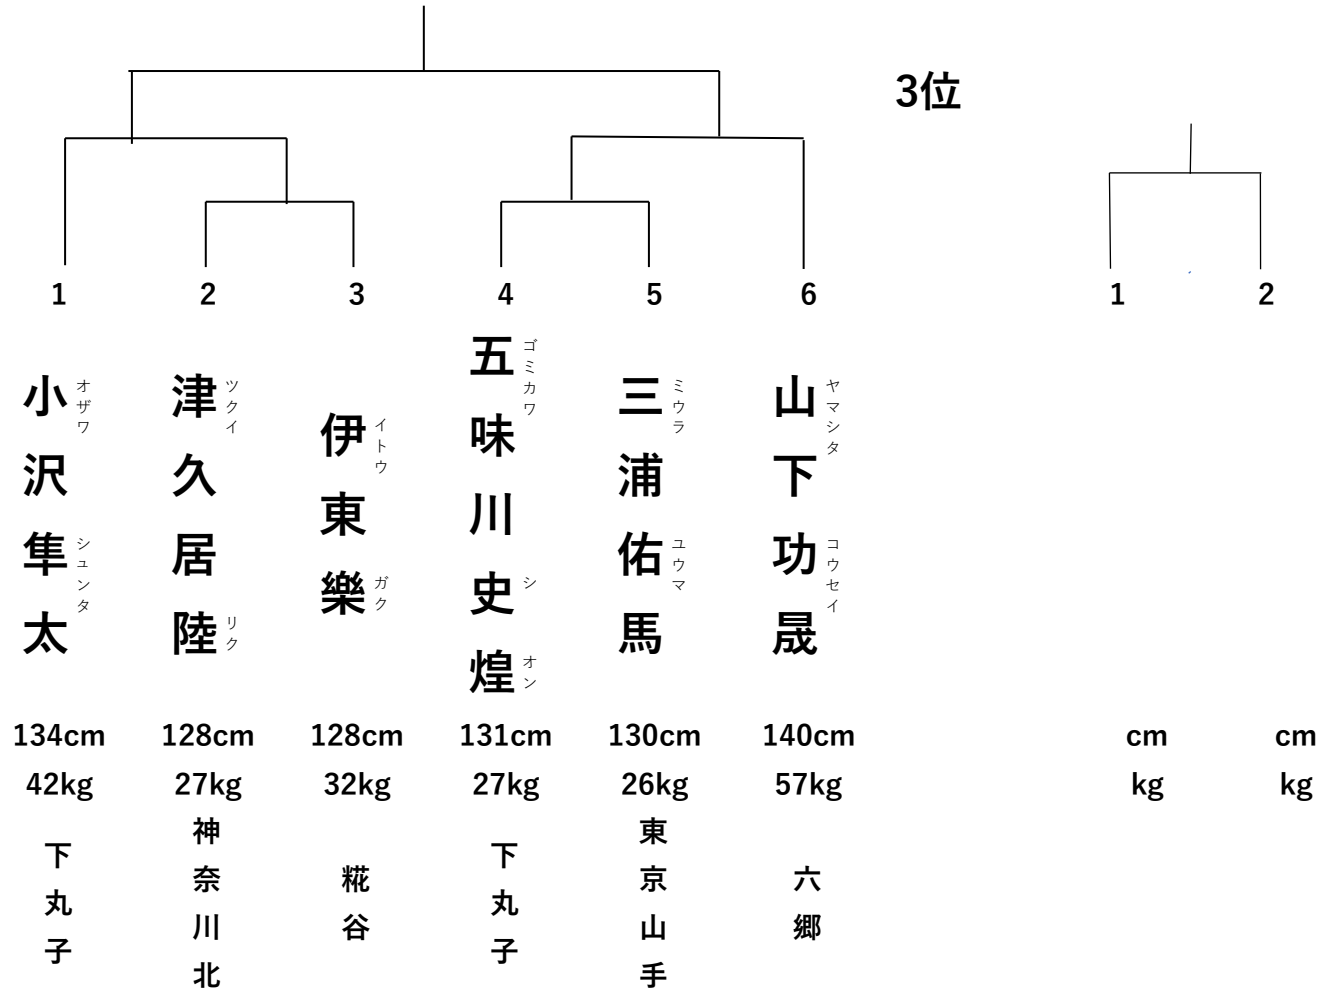 3位
1 2 3 4 5 6 1 2
小沢隼太
オザワ シュンタ
津久居陸
ツクイ リク
伊東樂
イトウ ガク
五味川史煌
ゴミカワ シ オン
三浦佑馬
ミウラ ユウマ
山下功晟
ヤマシタ コウセイ
134cm 128cm 128cm 131cm 130cm 140cm cm cm
42kg 27kg 32kg 27kg 26kg 57kg kg kg
下丸子
神奈川北
糀谷
下丸子
東京山手
六郷